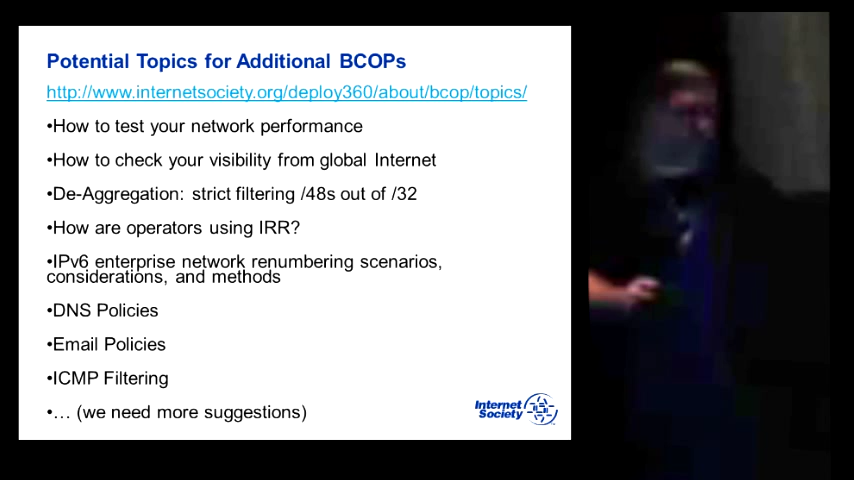 Potential Topics for Additional BCOPs
http://www.internetsociety.org/deploy360/about/bcop/topics/
•How to test your network performance
•How to check your visibility from global Internet
•De-Aggregation: strict filtering /48s out of /32
•How are operators using IRR?
•IPv6 enterprise network renumbering scenarios,
considerations, and methods
•DNS Policies
•Email Policies
•ICMP Filtering
•… (we need more suggestions)
Internet
Society